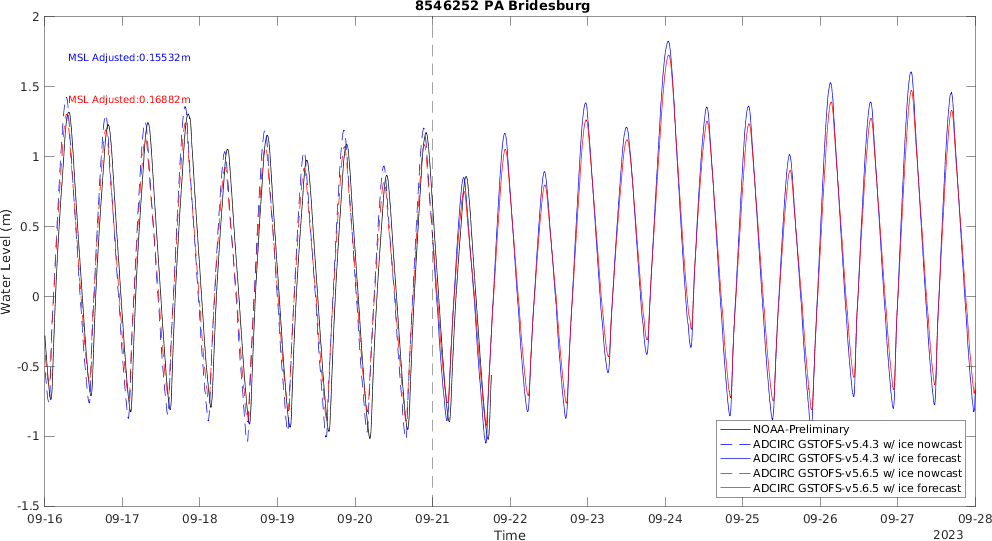 8546252 PA Bridesburg
2
1.5
1
0.5
0
-0.5
-1
-1.5
Water Level (m)
MSL Adjusted:0.15532m
MSL Adjusted:0.16882m
NOAA-Preliminary
ADCIRC GSTOFS-v5.4.3 w/ ice nowcast
ADCIRC GSTOFS-v5.4.3 w/ ice forecast
ADCIRC GSTOFS-v5.6.5 w/ ice nowcast
ADCIRC GSTOFS-v5.6.5 w/ ice forecast
09-16 09-17 09-18 09-19 09-20 09-21 09-22 09-23 09-24 09-25 09-26 09-27 09-28
Time
2023